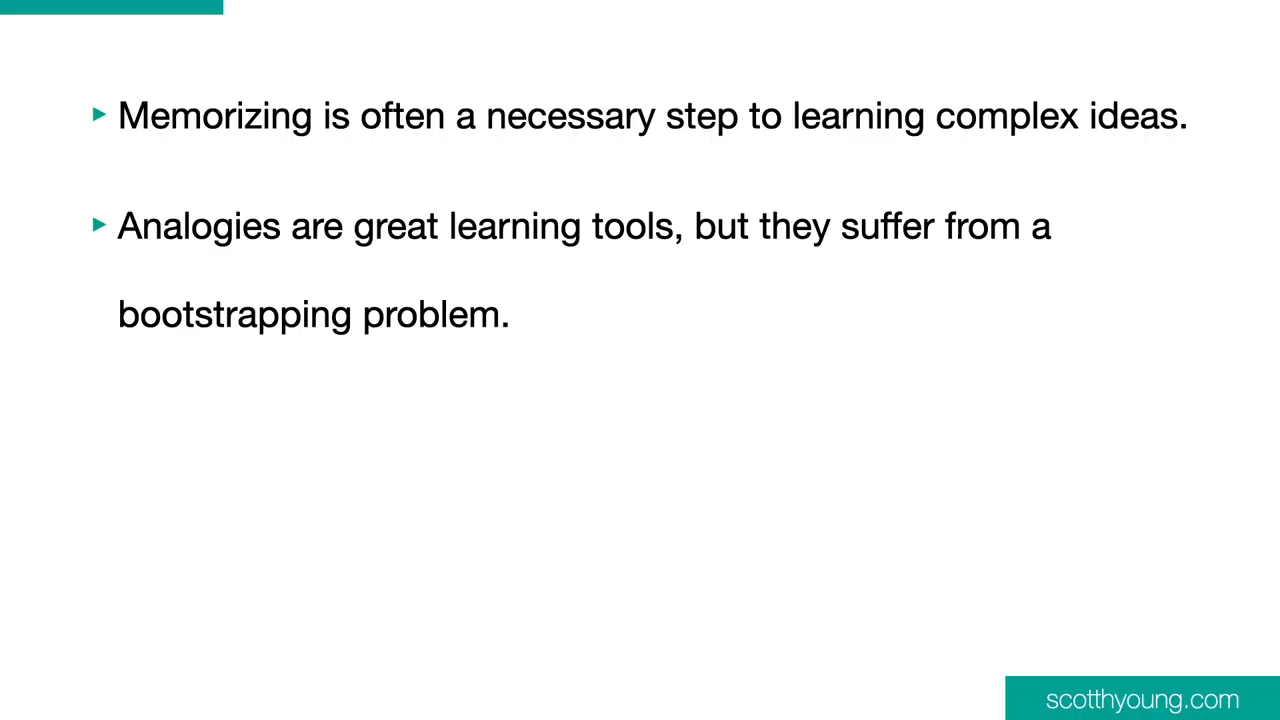 ▸ Memorizing is often a necessary step to learning complex ideas.
▸ Analogies are great learning tools, but they suffer from a
bootstrapping problem.
scotthyoung.com